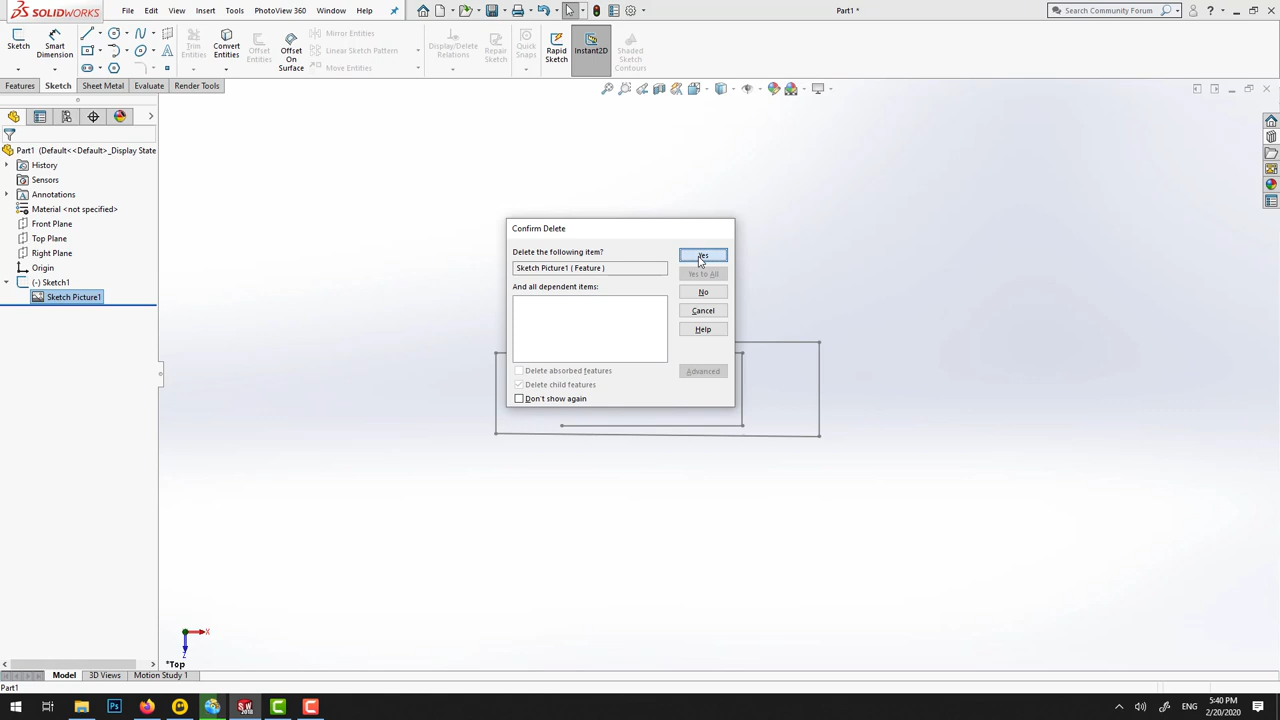 SOLIDWORKS
File Edit View Insert Tools PhotoView 360 Window Help
Part1 *
Search Community Forum
Sketch
Smart Dimension
Trim Entities
Convert Entities
Offset Entities
Offset On Surface
Mirror Entities
Linear Sketch Pattern
Move Entities
Display/Delete Relations
Repair Sketch
Quick Snaps
Rapid Sketch
Instant2D
Shaded Sketch Contours
Features Sketch Sheet Metal Evaluate Render Tools
Part1 (Default<<Default>_Display State
History
Sensors
Annotations
Material <not specified>
Front Plane
Top Plane
Right Plane
Origin
(-) Sketch1
Sketch Picture1
Confirm Delete
Delete the following item?
Sketch Picture1 ( Feature )
And all dependent items:
Yes
Yes to All
No
Cancel
Help
Advanced
Delete absorbed features
Delete child features
Don't show again
X
Z
*Top
Model 3D Views Motion Study 1
Part1
ENG
5:40 PM
2/20/2020